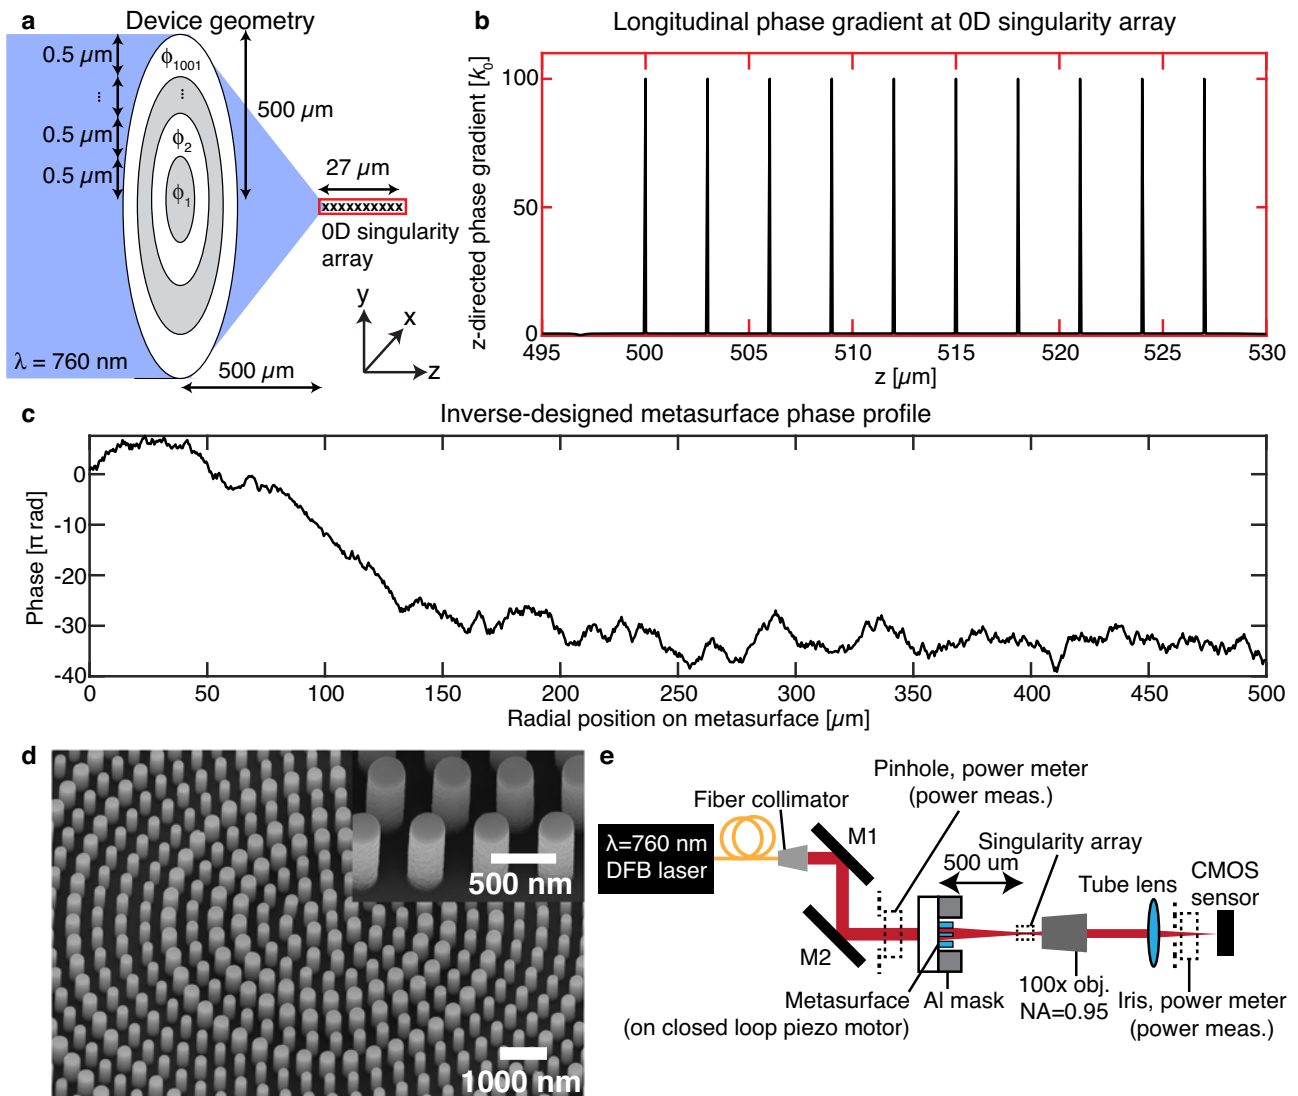 a Device geometry
0.5 µm
...
0.5 µm
0.5 µm
ϕ1001
...
ϕ2
ϕ1
500 µm
27 µm
xxxxxxxxxx
0D singularity
array
y
x
z
λ = 760 nm
500 µm
b Longitudinal phase gradient at 0D singularity array
z-directed phase gradient [k0]
100
50
0
495 500 505 510 515 520 525 530
z [µm]
c Inverse-designed metasurface phase profile
Phase [π rad]
0
-10
-20
-30
-40
0 50 100 150 200 250 300 350 400 450 500
Radial position on metasurface [µm]
d
500 nm
1000 nm
e
Pinhole, power meter
(power meas.)
Fiber collimator
M1
λ=760 nm
DFB laser
Singularity array
500 um
Tube lens
CMOS
sensor
M2
Metasurface
(on closed loop piezo motor)
Al mask
100x obj.
NA=0.95
Iris, power meter
(power meas.)